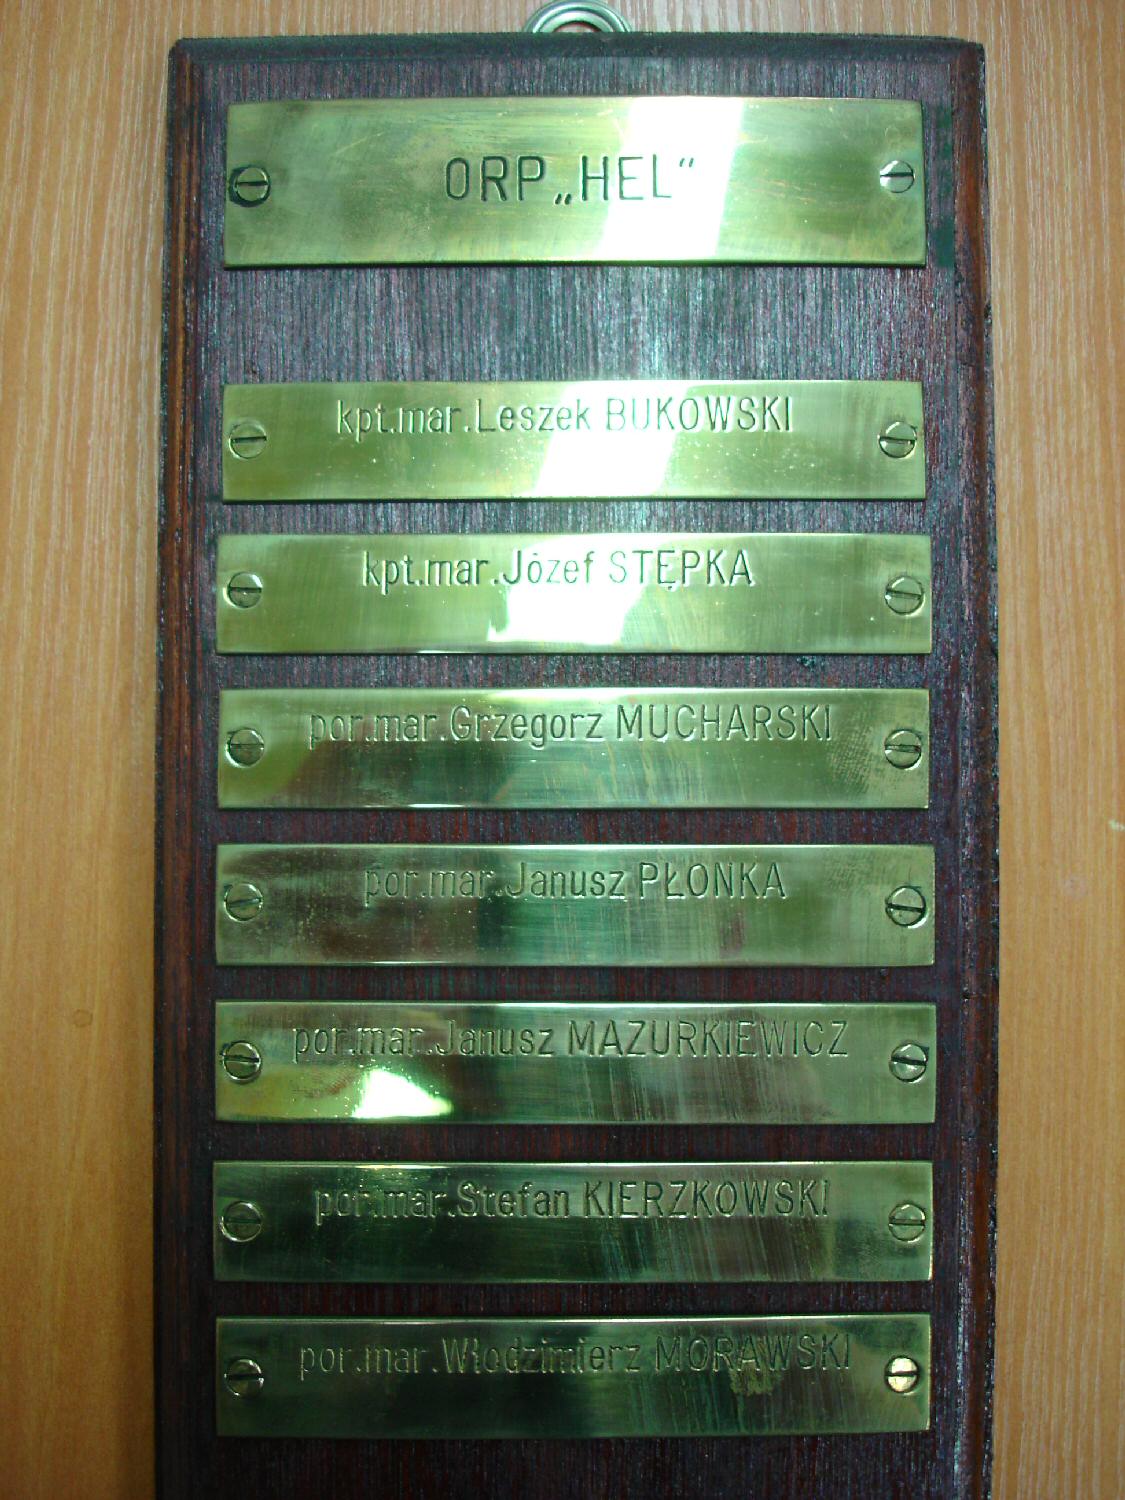 ORP „HEL"
kpt.mar.Leszek BUKOWSKI
kpt.mar.Józef STĘPKA
por.mar.Grzegorz MUCHARSKI
por.mar.Janusz PŁONKA
por.mar.Janusz MAZURKIEWICZ
por.mar.Stefan KIERZKOWSKI
por.mar.Włodzimierz MORAWSKI